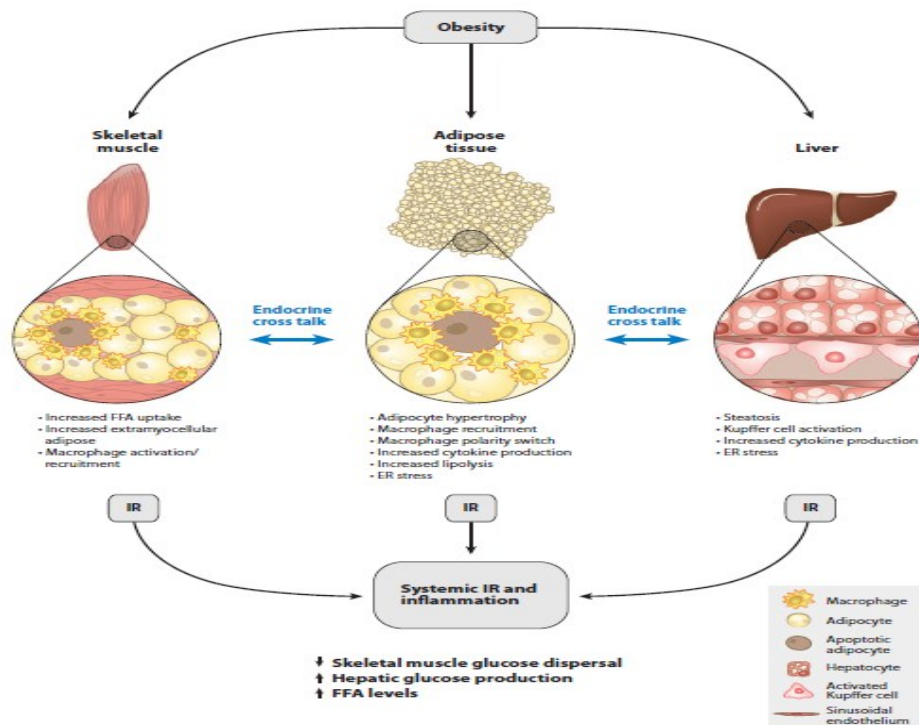 Obesity
Skeletal
muscle
Adipose
tissue
Liver
Endocrine
cross talk
Endocrine
cross talk
• Increased FFA uptake
• Increased extramyocellular
adipose
• Macrophage activation/
recruitment
• Adipocyte hypertrophy
• Macrophage recruitment
• Macrophage polarity switch
• Increased cytokine production
• Increased lipolysis
• ER stress
• Steatosis
• Kupffer cell activation
• Increased cytokine production
• ER stress
IR
IR
IR
Systemic IR and
inflammation
↓ Skeletal muscle glucose dispersal
↑ Hepatic glucose production
↑ FFA levels
Macrophage
Adipocyte
Apoptotic
adipocyte
Hepatocyte
Activated
Kupffer cell
Sinusoidal
endothelium